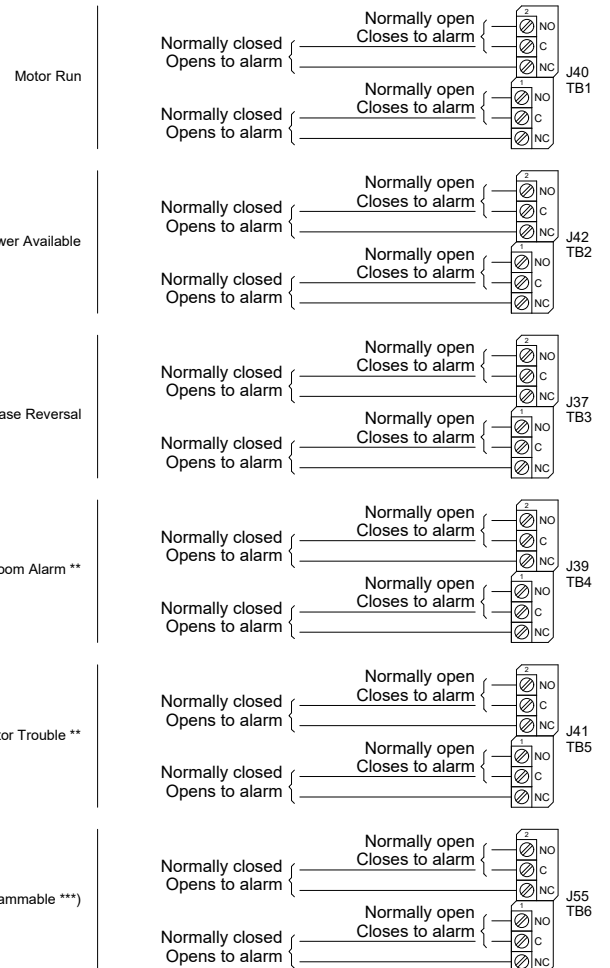 Motor Run
2
Normally open
Closes to alarm
NO
Normally closed
Opens to alarm
C
NC
J40
TB1
1
Normally open
Closes to alarm
NO
Normally closed
Opens to alarm
C
NC
wer Available
2
Normally open
Closes to alarm
NO
Normally closed
Opens to alarm
C
NC
J42
TB2
1
Normally open
Closes to alarm
NO
Normally closed
Opens to alarm
C
NC
ase Reversal
2
Normally open
Closes to alarm
NO
Normally closed
Opens to alarm
C
NC
J37
TB3
1
Normally open
Closes to alarm
NO
Normally closed
Opens to alarm
C
NC
oom Alarm **
2
Normally open
Closes to alarm
NO
Normally closed
Opens to alarm
C
NC
J39
TB4
1
Normally open
Closes to alarm
NO
Normally closed
Opens to alarm
C
NC
tor Trouble **
2
Normally open
Closes to alarm
NO
Normally closed
Opens to alarm
C
NC
J41
TB5
1
Normally open
Closes to alarm
NO
Normally closed
Opens to alarm
C
NC
ammable ***)
2
Normally open
Closes to alarm
NO
Normally closed
Opens to alarm
C
NC
J55
TB6
1
Normally open
Closes to alarm
NO
Normally closed
Opens to alarm
C
NC